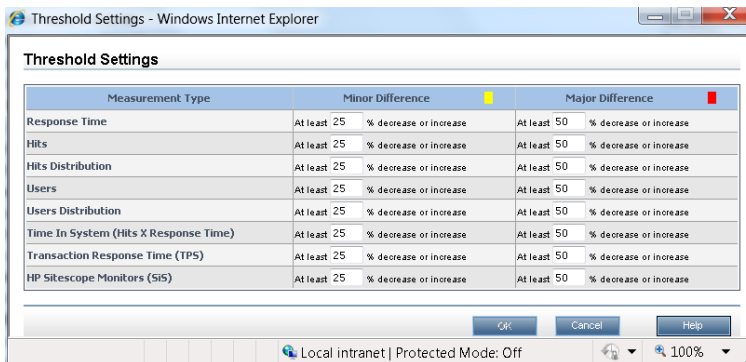 Threshold Settings - Windows Internet Explorer
Threshold Settings
Measurement Type Minor Difference Major Difference
Response Time At least 25 % decrease or increase At least 50 % decrease or increase
Hits At least 25 % decrease or increase At least 50 % decrease or increase
Hits Distribution At least 25 % decrease or increase At least 50 % decrease or increase
Users At least 25 % decrease or increase At least 50 % decrease or increase
Users Distribution At least 25 % decrease or increase At least 50 % decrease or increase
Time In System (Hits X Response Time) At least 25 % decrease or increase At least 50 % decrease or increase
Transaction Response Time (TPS) At least 25 % decrease or increase At least 50 % decrease or increase
HP Sitescope Monitors (SiS) At least 25 % decrease or increase At least 50 % decrease or increase
OK Cancel Help
Local intranet | Protected Mode: Off 100%